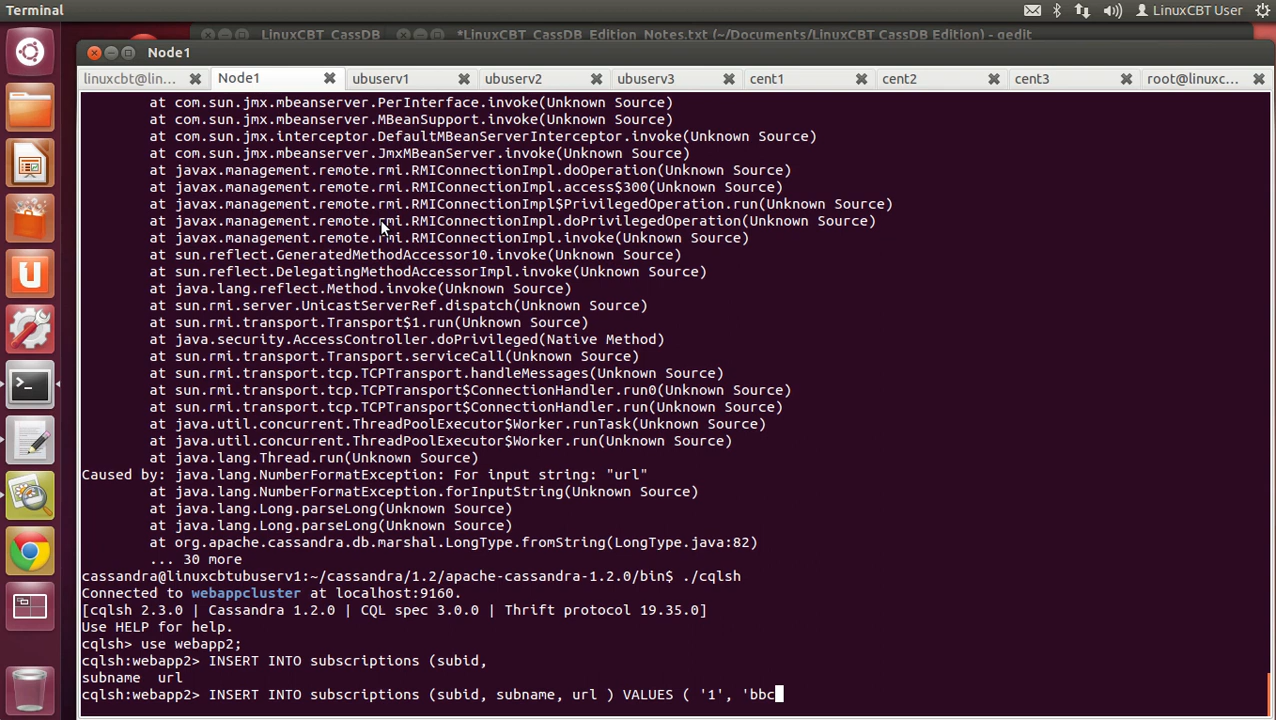 Terminal
LinuxCBT User
LinuxCBT CassDB
*LinuxCBT_CassDB_Edition_Notes.txt (~/Documents/LinuxCBT CassDB Edition) - gedit
Node1
linuxcbt@lin...
Node1
ubuserv1
ubuserv2
ubuserv3
cent1
cent2
cent3
root@linuxc...
at com.sun.jmx.mbeanserver.PerInterface.invoke(Unknown Source)
at com.sun.jmx.mbeanserver.MBeanSupport.invoke(Unknown Source)
at com.sun.jmx.interceptor.DefaultMBeanServerInterceptor.invoke(Unknown Source)
at com.sun.jmx.mbeanserver.JmxMBeanServer.invoke(Unknown Source)
at javax.management.remote.rmi.RMIConnectionImpl.doOperation(Unknown Source)
at javax.management.remote.rmi.RMIConnectionImpl.access$300(Unknown Source)
at javax.management.remote.rmi.RMIConnectionImpl$PrivilegedOperation.run(Unknown Source)
at javax.management.remote.rmi.RMIConnectionImpl.doPrivilegedOperation(Unknown Source)
at javax.management.remote.rmi.RMIConnectionImpl.invoke(Unknown Source)
at sun.reflect.GeneratedMethodAccessor10.invoke(Unknown Source)
at sun.reflect.DelegatingMethodAccessorImpl.invoke(Unknown Source)
at java.lang.reflect.Method.invoke(Unknown Source)
at sun.rmi.server.UnicastServerRef.dispatch(Unknown Source)
at sun.rmi.transport.Transport$1.run(Unknown Source)
at java.security.AccessController.doPrivileged(Native Method)
at sun.rmi.transport.Transport.serviceCall(Unknown Source)
at sun.rmi.transport.tcp.TCPTransport.handleMessages(Unknown Source)
at sun.rmi.transport.tcp.TCPTransport$ConnectionHandler.run0(Unknown Source)
at sun.rmi.transport.tcp.TCPTransport$ConnectionHandler.run(Unknown Source)
at java.util.concurrent.ThreadPoolExecutor$Worker.runTask(Unknown Source)
at java.util.concurrent.ThreadPoolExecutor$Worker.run(Unknown Source)
at java.lang.Thread.run(Unknown Source)
Caused by: java.lang.NumberFormatException: For input string: "url"
at java.lang.NumberFormatException.forInputString(Unknown Source)
at java.lang.Long.parseLong(Unknown Source)
at java.lang.Long.parseLong(Unknown Source)
at org.apache.cassandra.db.marshal.LongType.fromString(LongType.java:82)
... 30 more
cassandra@linuxcbtubuserv1:~/cassandra/1.2/apache-cassandra-1.2.0/bin$ ./cqlsh
Connected to webappcluster at localhost:9160.
[cqlsh 2.3.0 | Cassandra 1.2.0 | CQL spec 3.0.0 | Thrift protocol 19.35.0]
Use HELP for help.
cqlsh> use webapp2;
cqlsh:webapp2> INSERT INTO subscriptions (subid,
subname  url
cqlsh:webapp2> INSERT INTO subscriptions (subid, subname, url ) VALUES ( '1', 'bbc